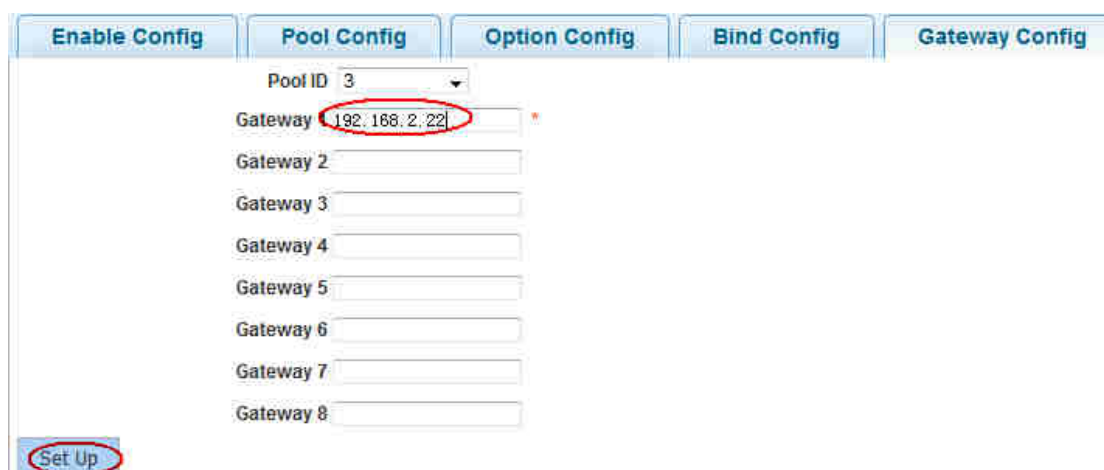 Enable Config Pool Config Option Config Bind Config Gateway Config
Pool ID 3
Gateway 192.168.2.22 *
Gateway 2
Gateway 3
Gateway 4
Gateway 5
Gateway 6
Gateway 7
Gateway 8
Set Up